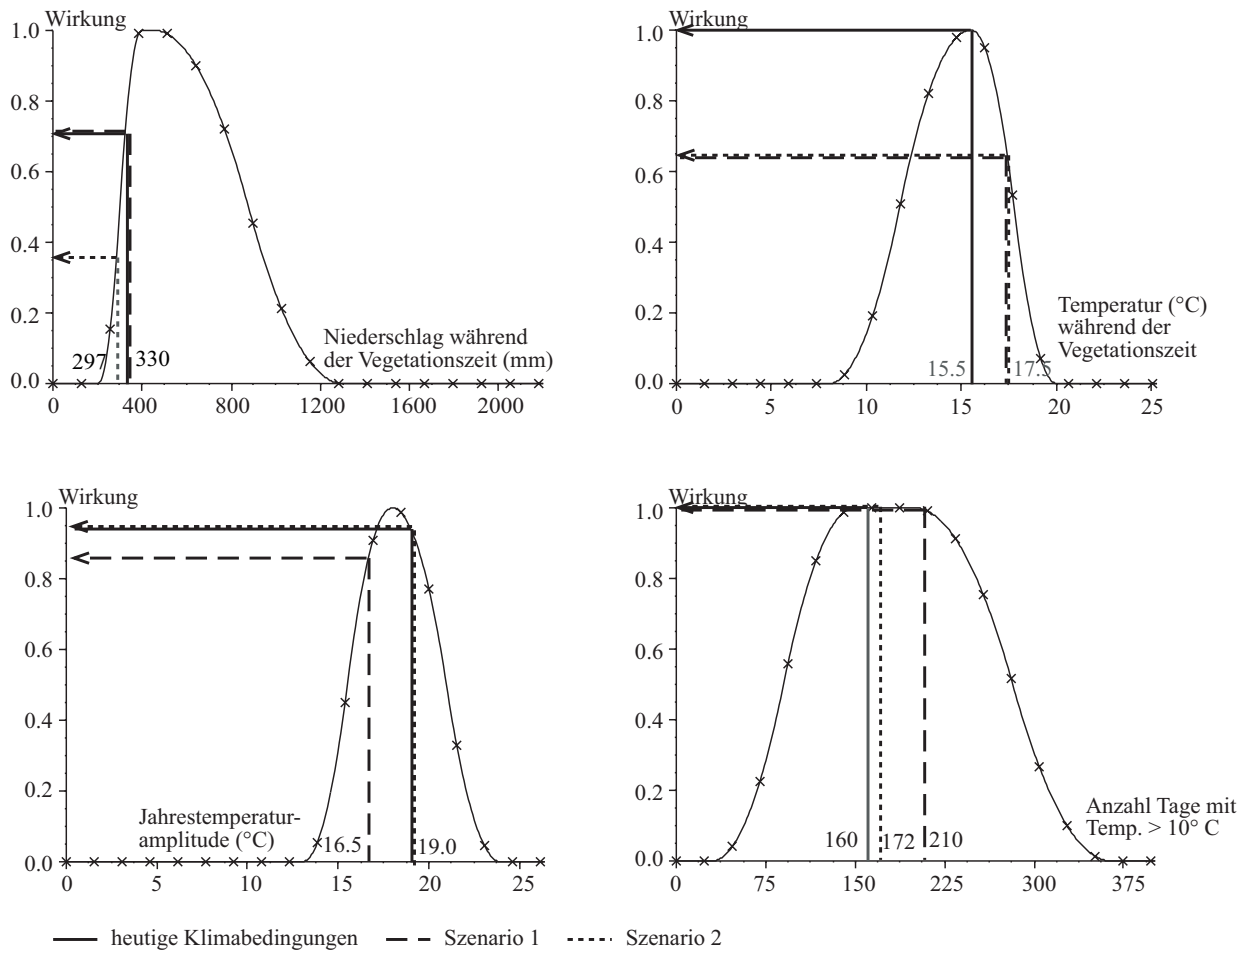 Wirkung
1.0
0.8
0.6
0.4
0.2
0.0
297
330
Niederschlag während
der Vegetationszeit (mm)
0 400 800 1200 1600 2000
Wirkung
1.0
0.8
0.6
0.4
0.2
0.0
15.5
17.5
Temperatur (°C)
während der
Vegetationszeit
0 5 10 15 20 25
Wirkung
1.0
0.8
0.6
0.4
0.2
0.0
Jahrestemperatur-
amplitude (°C)
16.5
19.0
0 5 10 15 20 25
Wirkung
1.0
0.8
0.6
0.4
0.2
0.0
160
172
210
Anzahl Tage mit
Temp. > 10° C
0 75 150 225 300 375
heutige Klimabedingungen Szenario 1 Szenario 2